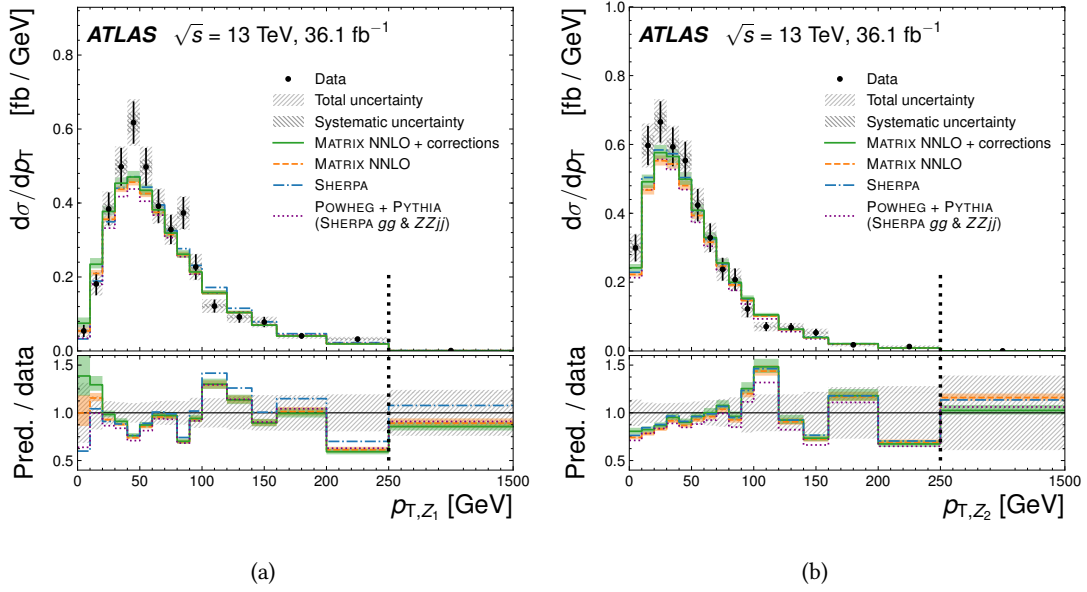 ATLAS √s = 13 TeV, 36.1 fb⁻¹
dσ/dp_T [fb / GeV]
0.8
0.6
0.4
0.2
0.0
Data
Total uncertainty
Systematic uncertainty
MATRIX NNLO + corrections
MATRIX NNLO
SHERPA
POWHEG + PYTHIA
(SHERPA gg & ZZjj)
Pred. / data
1.5
1.0
0.5
0 50 100 150 200 250 1500
p_T,Z₁ [GeV]
(a)
ATLAS √s = 13 TeV, 36.1 fb⁻¹
dσ/dp_T [fb / GeV]
1.0
0.8
0.6
0.4
0.2
0.0
Data
Total uncertainty
Systematic uncertainty
MATRIX NNLO + corrections
MATRIX NNLO
SHERPA
POWHEG + PYTHIA
(SHERPA gg & ZZjj)
Pred. / data
1.5
1.0
0.5
0 50 100 150 200 250 1500
p_T,Z₂ [GeV]
(b)